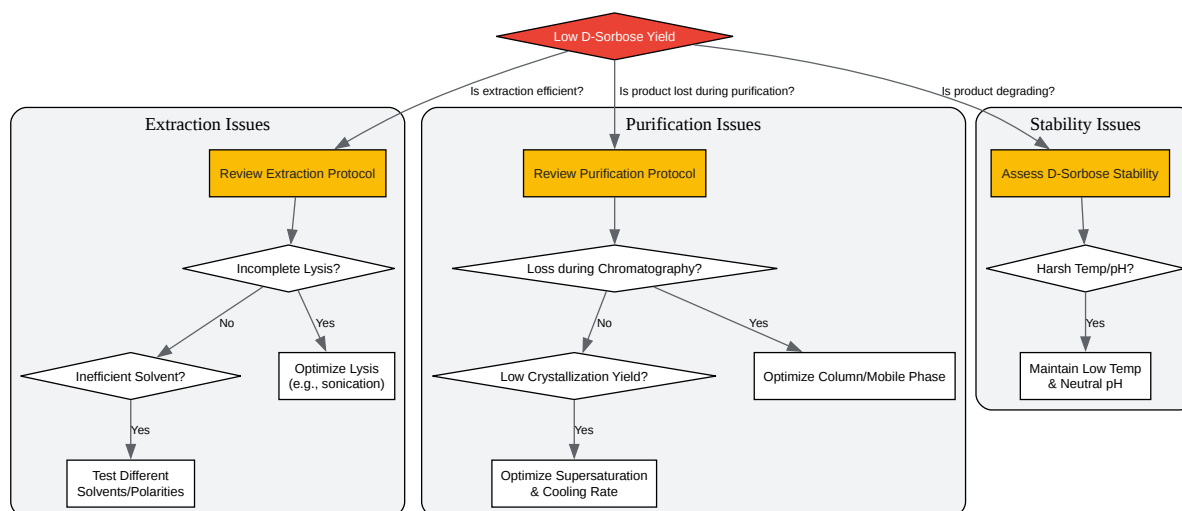 Low D-Sorbose Yield
Is extraction efficient?
Is product lost during purification?
Is product degrading?
Extraction Issues
Purification Issues
Stability Issues
Review Extraction Protocol
Review Purification Protocol
Assess D-Sorbose Stability
Incomplete Lysis?
Loss during Chromatography?
Harsh Temp/pH?
No
Yes
No
Yes
Yes
Inefficient Solvent?
Optimize Lysis
(e.g., sonication)
Low Crystallization Yield?
Optimize Column/Mobile Phase
Maintain Low Temp
& Neutral pH
Yes
Yes
Test Different
Solvents/Polarities
Optimize Supersaturation
& Cooling Rate